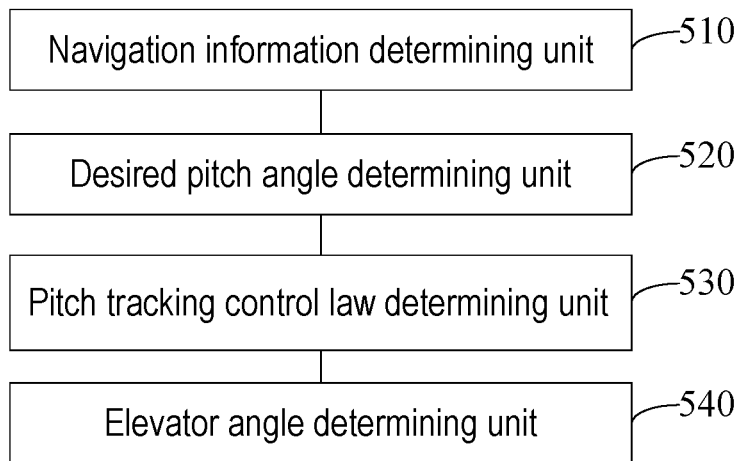 Navigation information determining unit 510
Desired pitch angle determining unit 520
Pitch tracking control law determining unit 530
Elevator angle determining unit 540